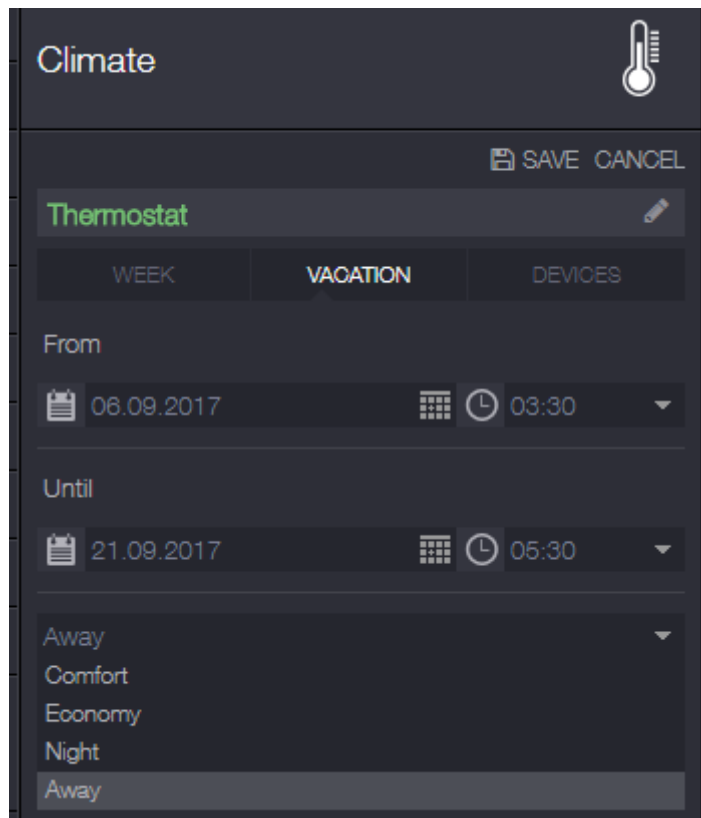 Climate
SAVE CANCEL
Thermostat
WEEK VACATION DEVICES
From
06.09.2017 03:30
Until
21.09.2017 05:30
Away
Comfort
Economy
Night
Away